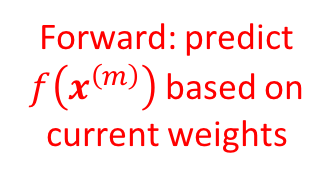 Forward: predict
f(x^(m)) based on
current weights